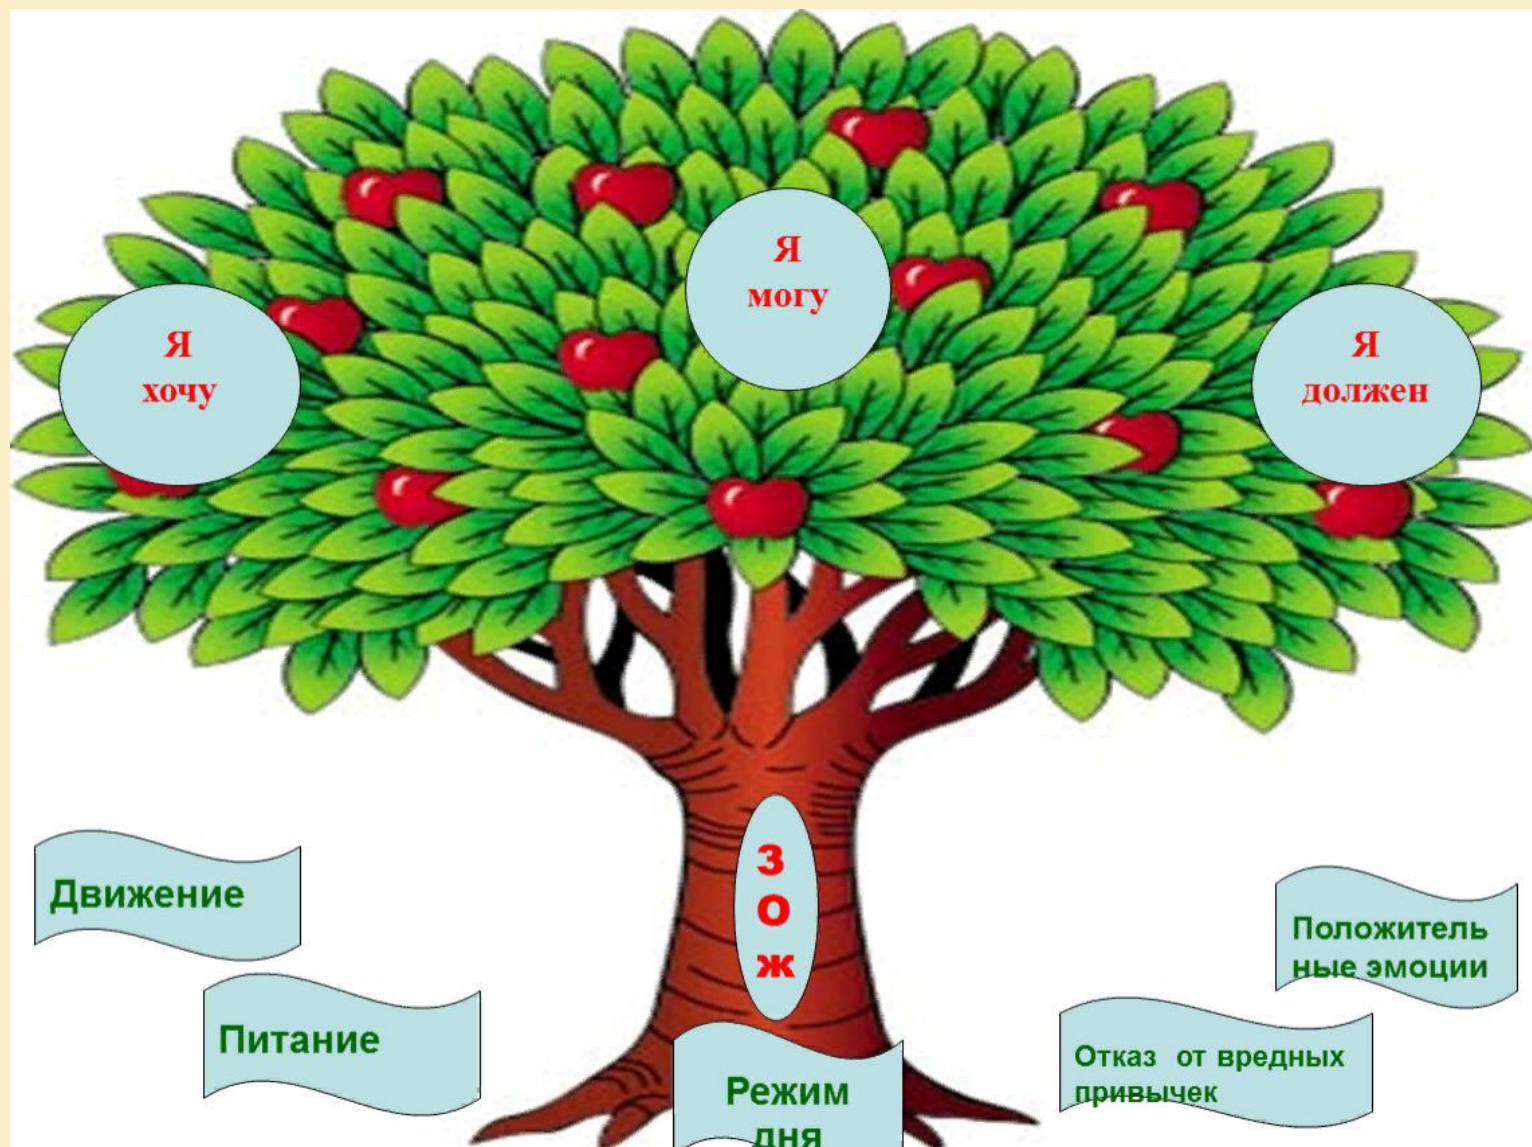 Я
могу
Я
хочу
Я
должен
З
О
ж
Движение
Питание
Режим
дня
Отказ от вредных
привычек
Положитель
ные эмоции